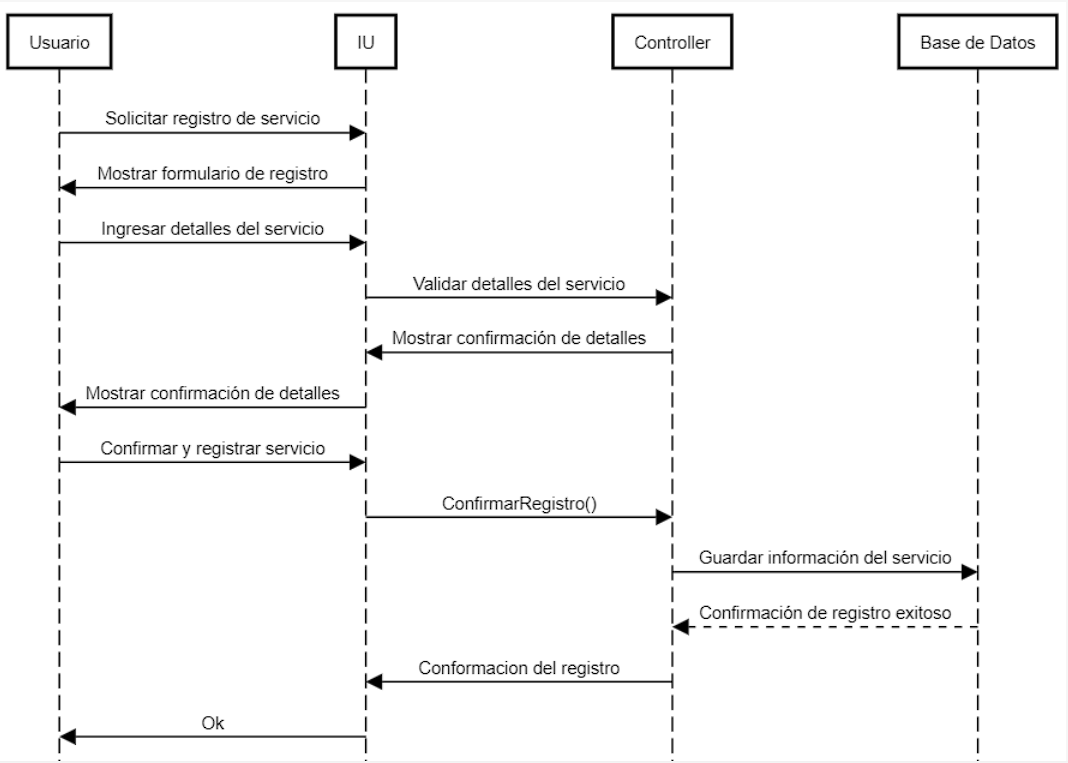 Usuario
IU
Controller
Base de Datos
Solicitar registro de servicio
Mostrar formulario de registro
Ingresar detalles del servicio
Validar detalles del servicio
Mostrar confirmación de detalles
Mostrar confirmación de detalles
Confirmar y registrar servicio
ConfirmarRegistro()
Guardar información del servicio
Confirmación de registro exitoso
Conformacion del registro
Ok